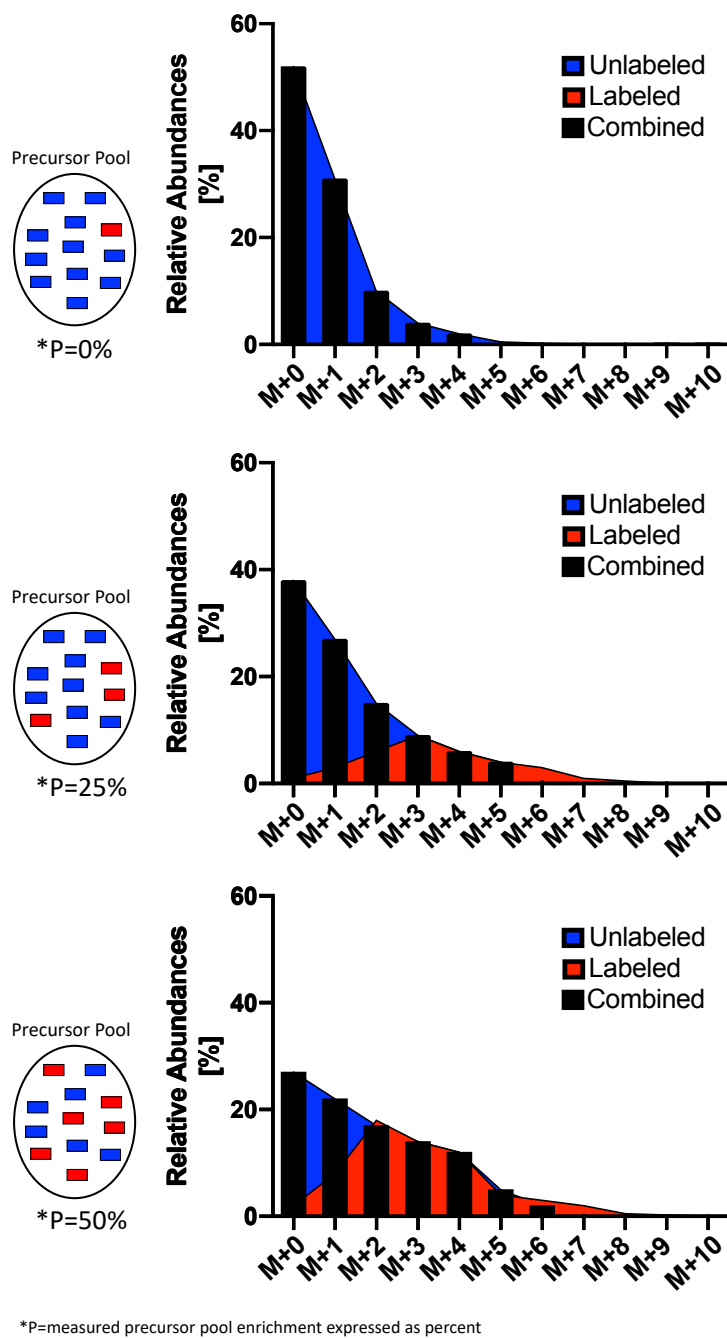 60
40
20
0
Relative Abundances
[%]
Unlabeled
Labeled
Combined
Precursor Pool
*P=0%
M+0
M+1
M+2
M+3
M+4
M+5
M+6
M+7
M+8
M+9
M+10
60
40
20
0
Relative Abundances
[%]
Unlabeled
Labeled
Combined
Precursor Pool
*P=25%
M+0
M+1
M+2
M+3
M+4
M+5
M+6
M+7
M+8
M+9
M+10
60
40
20
0
Relative Abundances
[%]
Unlabeled
Labeled
Combined
Precursor Pool
*P=50%
M+0
M+1
M+2
M+3
M+4
M+5
M+6
M+7
M+8
M+9
M+10
*P=measured precursor pool enrichment expressed as percent